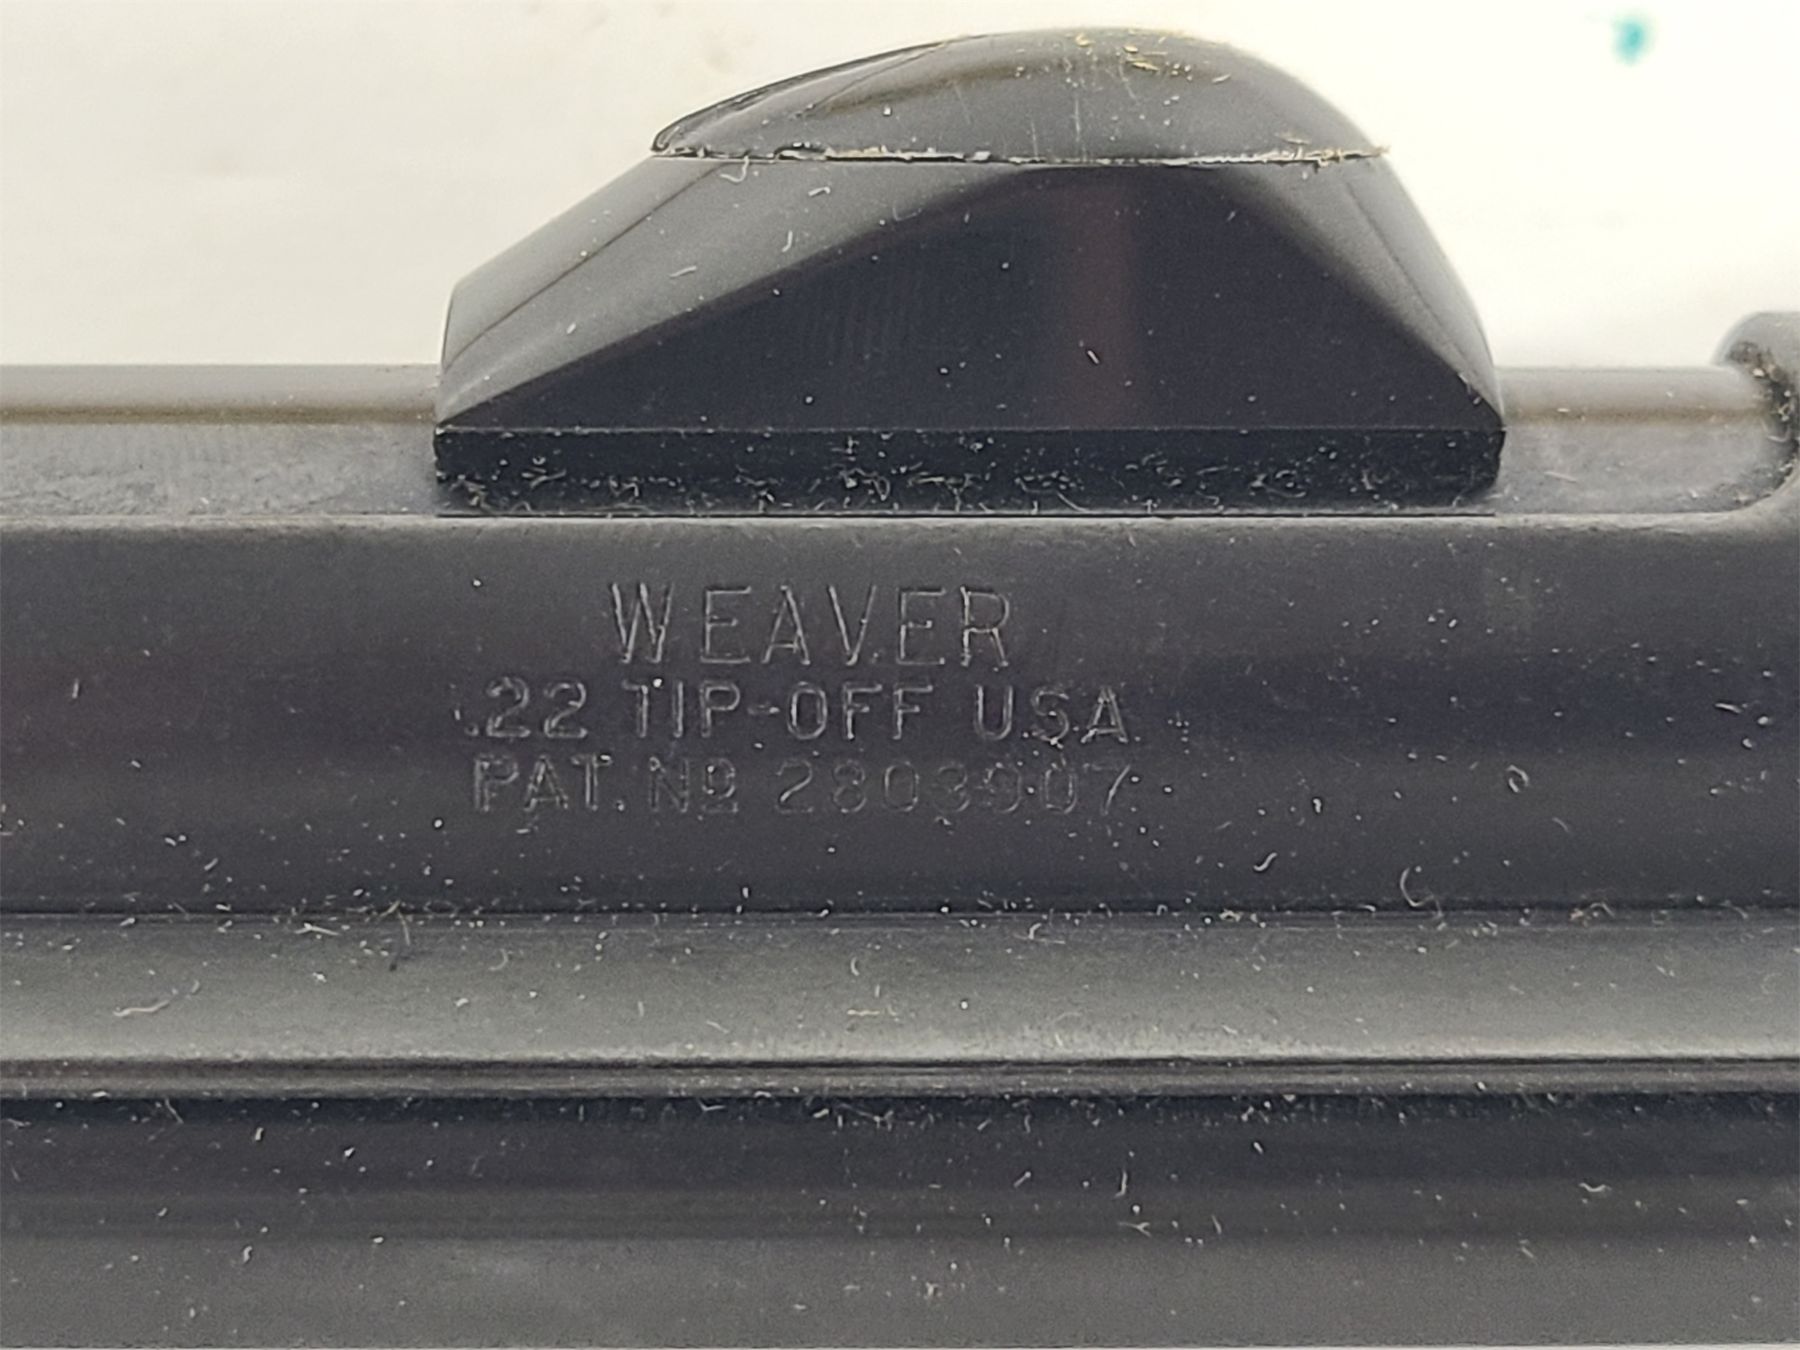 WEAVER
.22 TIP-OFF USA
PAT. Nº 2803907